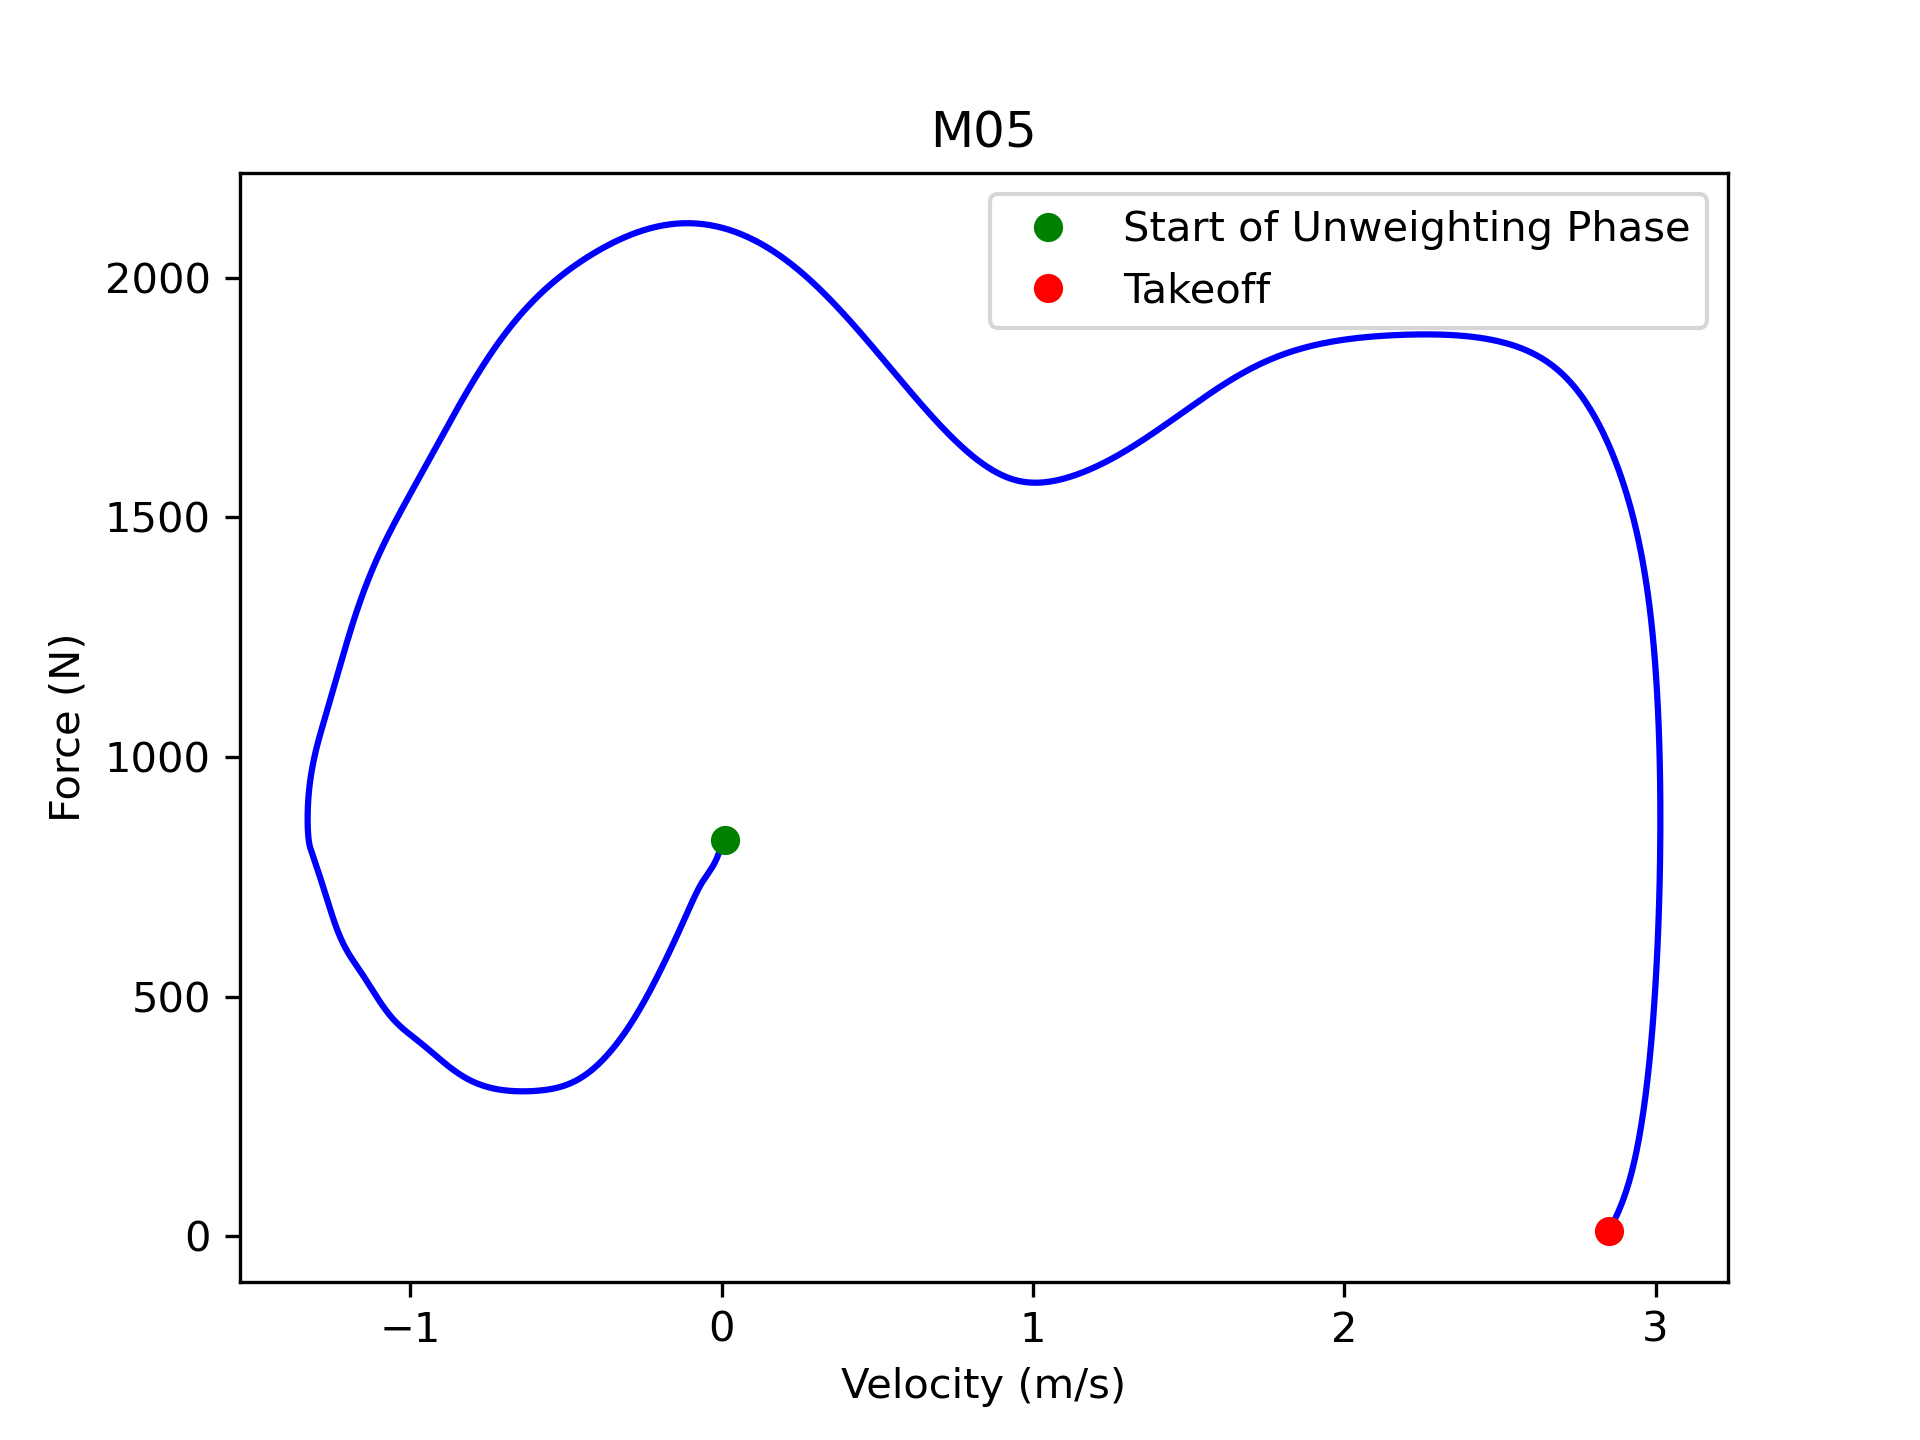 M05
Start of Unweighting Phase
Takeoff
2000
1500
1000
500
0
Force (N)
−1 0 1 2 3
Velocity (m/s)